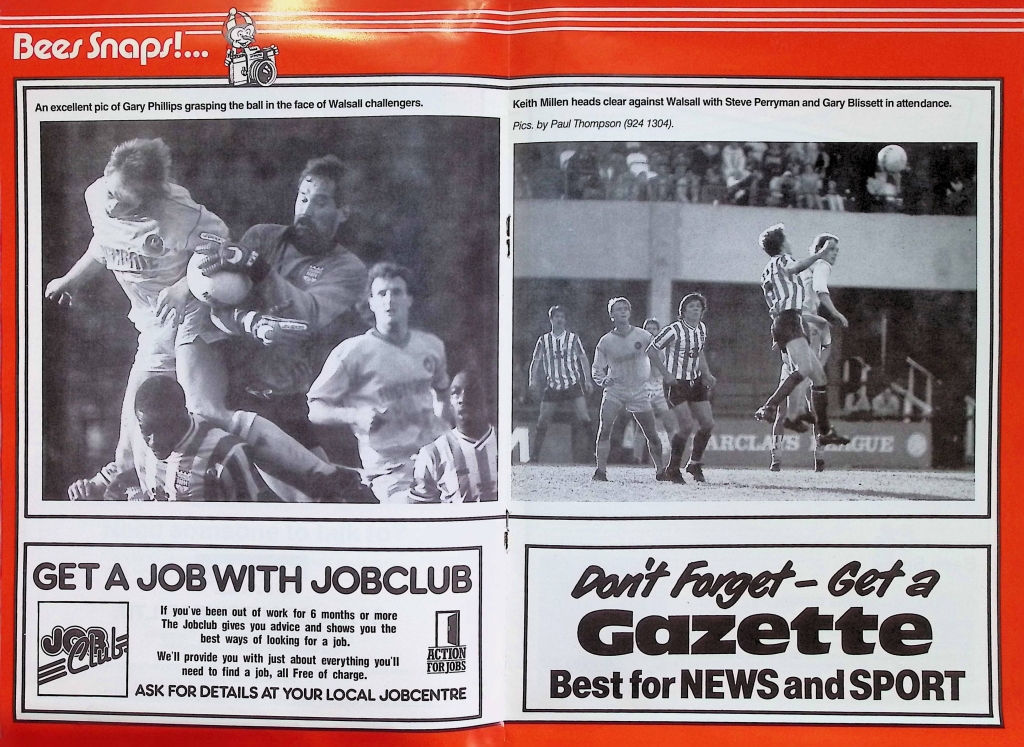 Bees Snaps!...
An excellent pic of Gary Phillips grasping the ball in the face of Walsall challengers.
Keith Millen heads clear against Walsall with Steve Perryman and Gary Blissett in attendance.
Pics. by Paul Thompson (924 1304).
ARCLAYS LEAGUE
GET A JOB WITH JOBCLUB
JOB
Club
If you've been out of work for 6 months or more
The Jobclub gives you advice and shows you the
best ways of looking for a job.
We'll provide you with just about everything you'll
need to find a job, all Free of charge.
ACTION
FOR JOBS
ASK FOR DETAILS AT YOUR LOCAL JOBCENTRE
Don't Forget - Get a
Gazette
Best for NEWS and SPORT